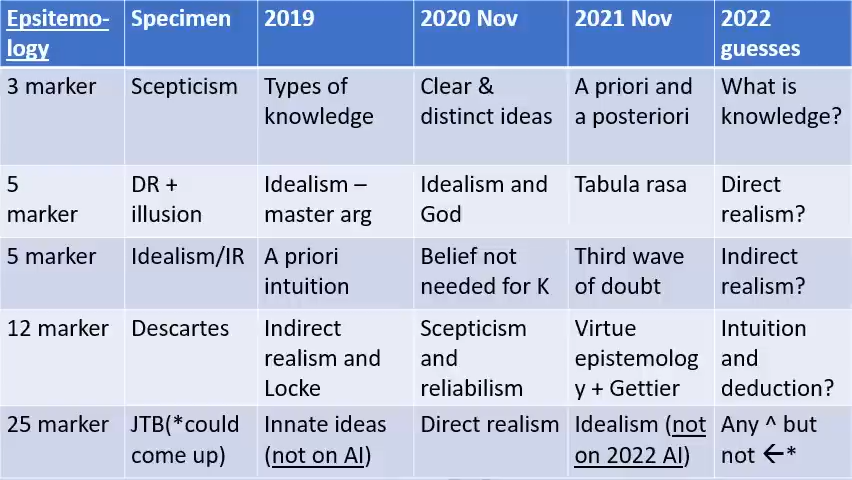 Epsitemo-
logy
Specimen
2019
2020 Nov
2021 Nov
2022
guesses
3 marker
Scepticism
Types of
knowledge
Clear &
distinct ideas
A priori and
a posteriori
What is
knowledge?
5
marker
DR +
illusion
Idealism –
master arg
Idealism and
God
Tabula rasa
Direct
realism?
5 marker
Idealism/IR
A priori
intuition
Belief not
needed for K
Third wave
of doubt
Indirect
realism?
12 marker
Descartes
Indirect
realism and
Locke
Scepticism
and
reliabilism
Virtue
epistemolog
y + Gettier
Intuition
and
deduction?
25 marker
JTB(*could
come up)
Innate ideas
(not on AI)
Direct realism
Idealism (not
on 2022 AI)
Any ^ but
not ←*